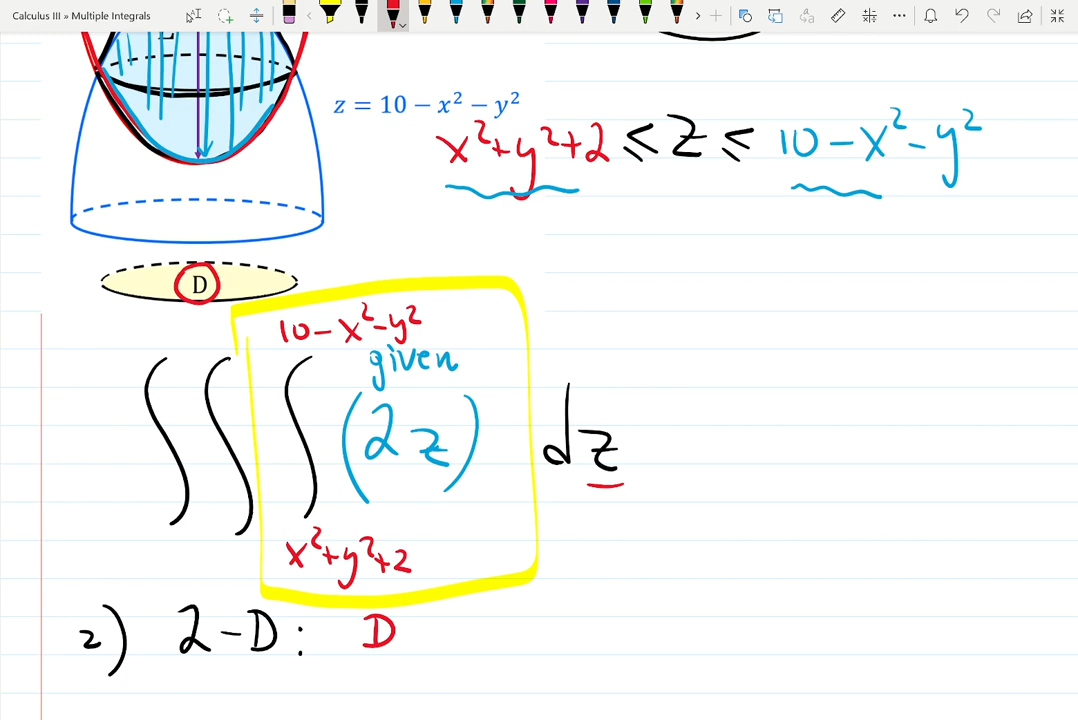 Calculus III » Multiple Integrals
z = 10 − x² − y²
x²+y²+2 ≤ z ≤ 10 − x² − y²
D
10 − x² − y²
given
∫∫∫ (2z) dz
x²+y²+2
2) 2-D: D